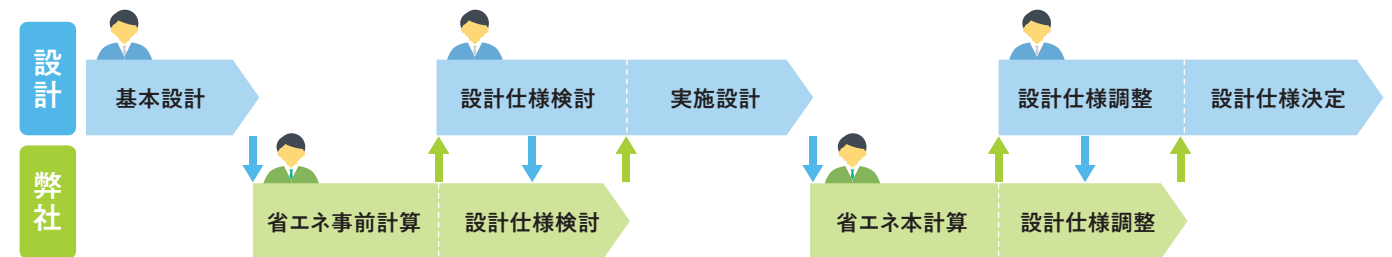 設計
基本設計
設計仕様検討
実施設計
設計仕様調整
設計仕様決定
弊社
省エネ事前計算
設計仕様検討
省エネ本計算
設計仕様調整